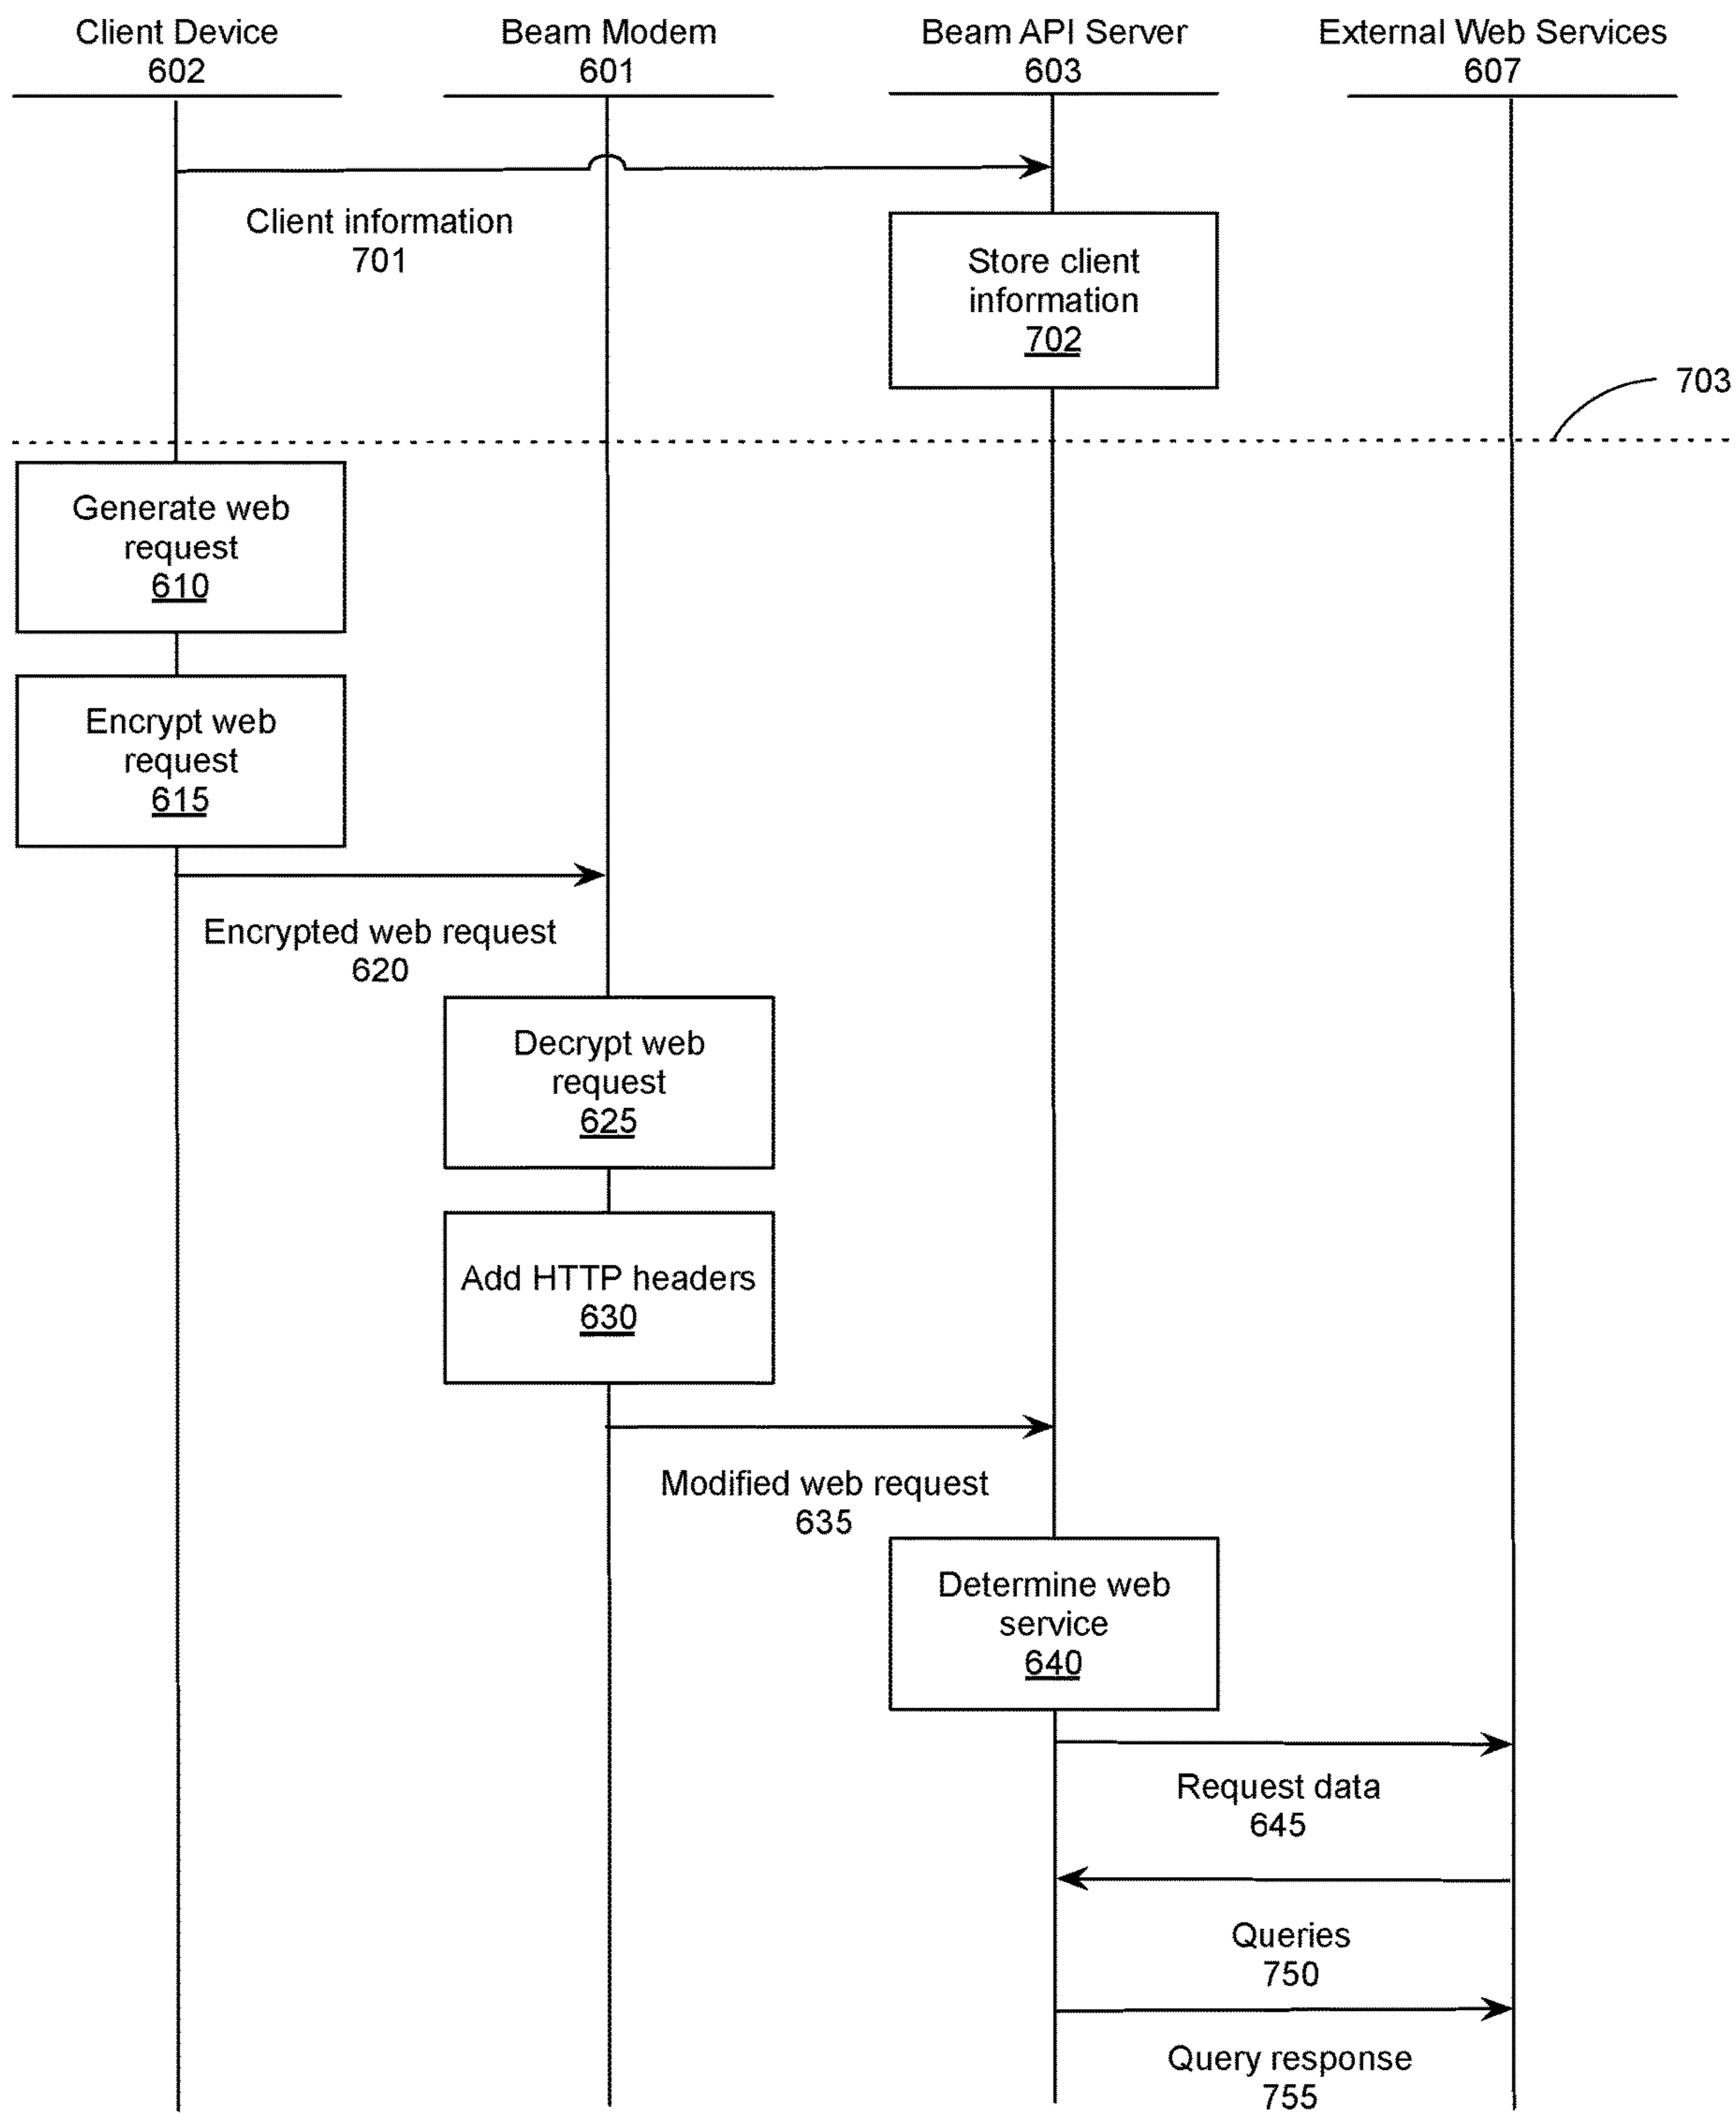 Client Device
602
Beam Modem
601
Beam API Server
603
External Web Services
607
Client information
701
Store client
information
702
703
Generate web
request
610
Encrypt web
request
615
Encrypted web request
620
Decrypt web
request
625
Add HTTP headers
630
Modified web request
635
Determine web
service
640
Request data
645
Queries
750
Query response
755